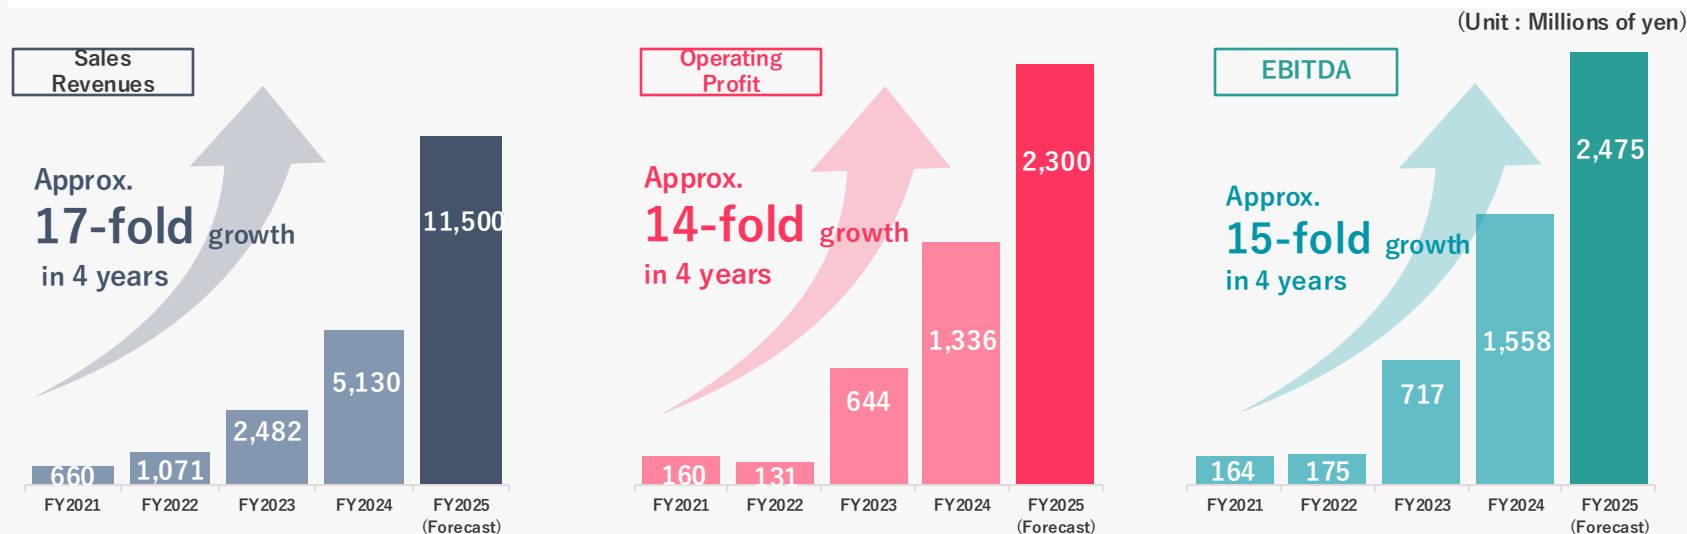 (Unit : Millions of yen)
Sales
Revenues
Approx.
17-fold growth
in 4 years
660
1,071
2,482
5,130
11,500
FY2021
FY2022
FY2023
FY2024
FY2025
(Forecast)
Operating
Profit
Approx.
14-fold growth
in 4 years
160
131
644
1,336
2,300
FY2021
FY2022
FY2023
FY2024
FY2025
(Forecast)
EBITDA
Approx.
15-fold growth
in 4 years
164
175
717
1,558
2,475
FY2021
FY2022
FY2023
FY2024
FY2025
(Forecast)